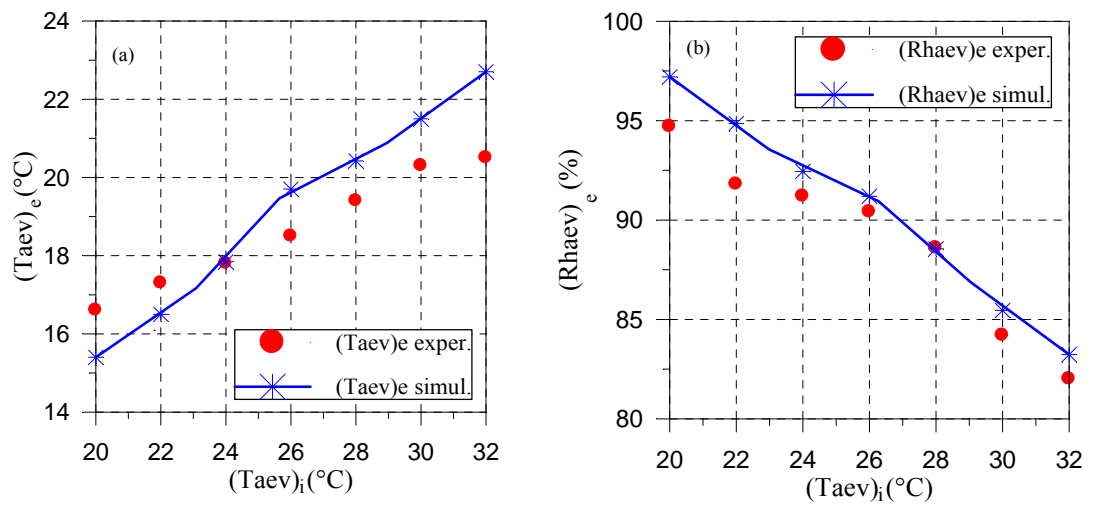 (a)
(Taev)e (°C)
24
22
20
18
16
14
(Taev)e exper.
(Taev)e simul.
20 22 24 26 28 30 32
(Taev)i (°C)
(b)
(Rhaev)e (%)
100
95
90
85
80
(Rhaev)e exper.
(Rhaev)e simul.
20 22 24 26 28 30 32
(Taev)i (°C)